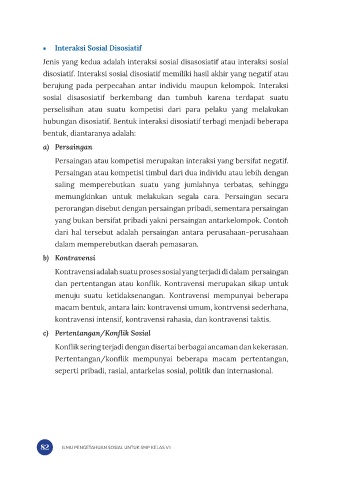 • Interaksi Sosial Disosiatif
Jenis yang kedua adalah interaksi sosial disasosiatif atau interaksi sosial
disosiatif. Interaksi sosial disosiatif memiliki hasil akhir yang negatif atau
berujung pada perpecahan antar individu maupun kelompok. Interaksi
sosial disasosiatif berkembang dan tumbuh karena terdapat suatu
perselisihan atau suatu kompetisi dari para pelaku yang melakukan
hubungan disosiatif. Bentuk interaksi disosiatif terbagi menjadi beberapa
bentuk, diantaranya adalah:
a) Persaingan
Persaingan atau kompetisi merupakan interaksi yang bersifat negatif.
Persaingan atau kompetisi timbul dari dua individu atau lebih dengan
saling memperebutkan suatu yang jumlahnya terbatas, sehingga
memungkinkan untuk melakukan segala cara. Persaingan secara
perorangan disebut dengan persaingan pribadi, sementara persaingan
yang bukan bersifat pribadi yakni persaingan antarkelompok. Contoh
dari hal tersebut adalah persaingan antara perusahaan-perusahaan
dalam memperebutkan daerah pemasaran.
b) Kontravensi
Kontravensi adalah suatu proses sosial yang terjadi di dalam persaingan
dan pertentangan atau konflik. Kontravensi merupakan sikap untuk
menuju suatu ketidaksenangan. Kontravensi mempunyai beberapa
macam bentuk, antara lain: kontravensi umum, kontrvensi sederhana,
kontravensi intensif, kontravensi rahasia, dan kontravensi taktis.
c) Pertentangan/Konflik Sosial
Konflik sering terjadi dengan disertai berbagai ancaman dan kekerasan.
Pertentangan/konflik mempunyai beberapa macam pertentangan,
seperti pribadi, rasial, antarkelas sosial, politik dan internasional.
82 ILMU PENGETAHUAN SOSIAL UNTUK SMP KELAS VII